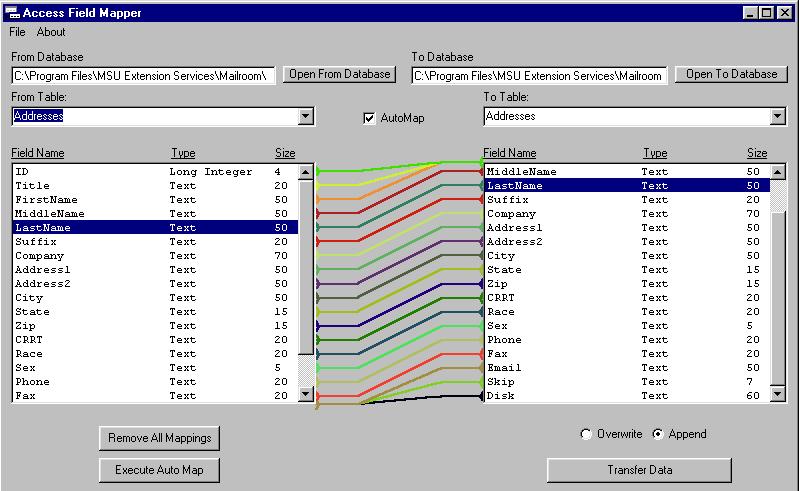 Access Field Mapper
File About
From Database To Database
C:\Program Files\MSU Extension Services\Mailroom\ Open From Database C:\Program Files\MSU Extension Services\Mailroom Open To Database
From Table: To Table:
Addresses AutoMap Addresses
Field Name Type Size Field Name Type Size
ID Long Integer 4 MiddleName Text 50
Title Text 20 LastName Text 50
FirstName Text 50 Suffix Text 20
MiddleName Text 50 Company Text 70
LastName Text 50 Address1 Text 50
Suffix Text 20 Address2 Text 50
Company Text 70 City Text 50
Address1 Text 50 State Text 15
Address2 Text 50 Zip Text 15
City Text 50 CRRT Text 20
State Text 15 Race Text 20
Zip Text 15 Sex Text 5
CRRT Text 20 Phone Text 20
Race Text 20 Fax Text 20
Sex Text 5 Email Text 50
Phone Text 20 Skip Text 7
Fax Text 20 Disk Text 60
Remove All Mappings Overwrite Append
Execute Auto Map Transfer Data